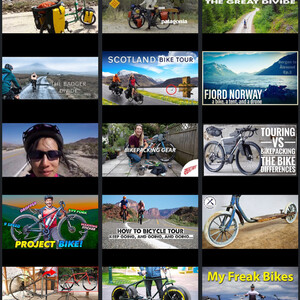 patagonia
THE GREAT DIVIDE
THE BADGER
DIVIDE
SCOTLAND BIKE TOUR
FJORD NORWAY
a bike, a tent, and a drone
BIKEPACKING GEAR
TOURING
VS
BIKEPACKING
THE BIKE
DIFFERENCES
PROJECT BIKE!
HOW TO BICYCLE TOUR
KEEP GOING, AND GOING, AND GOING...
My Freak Bikes